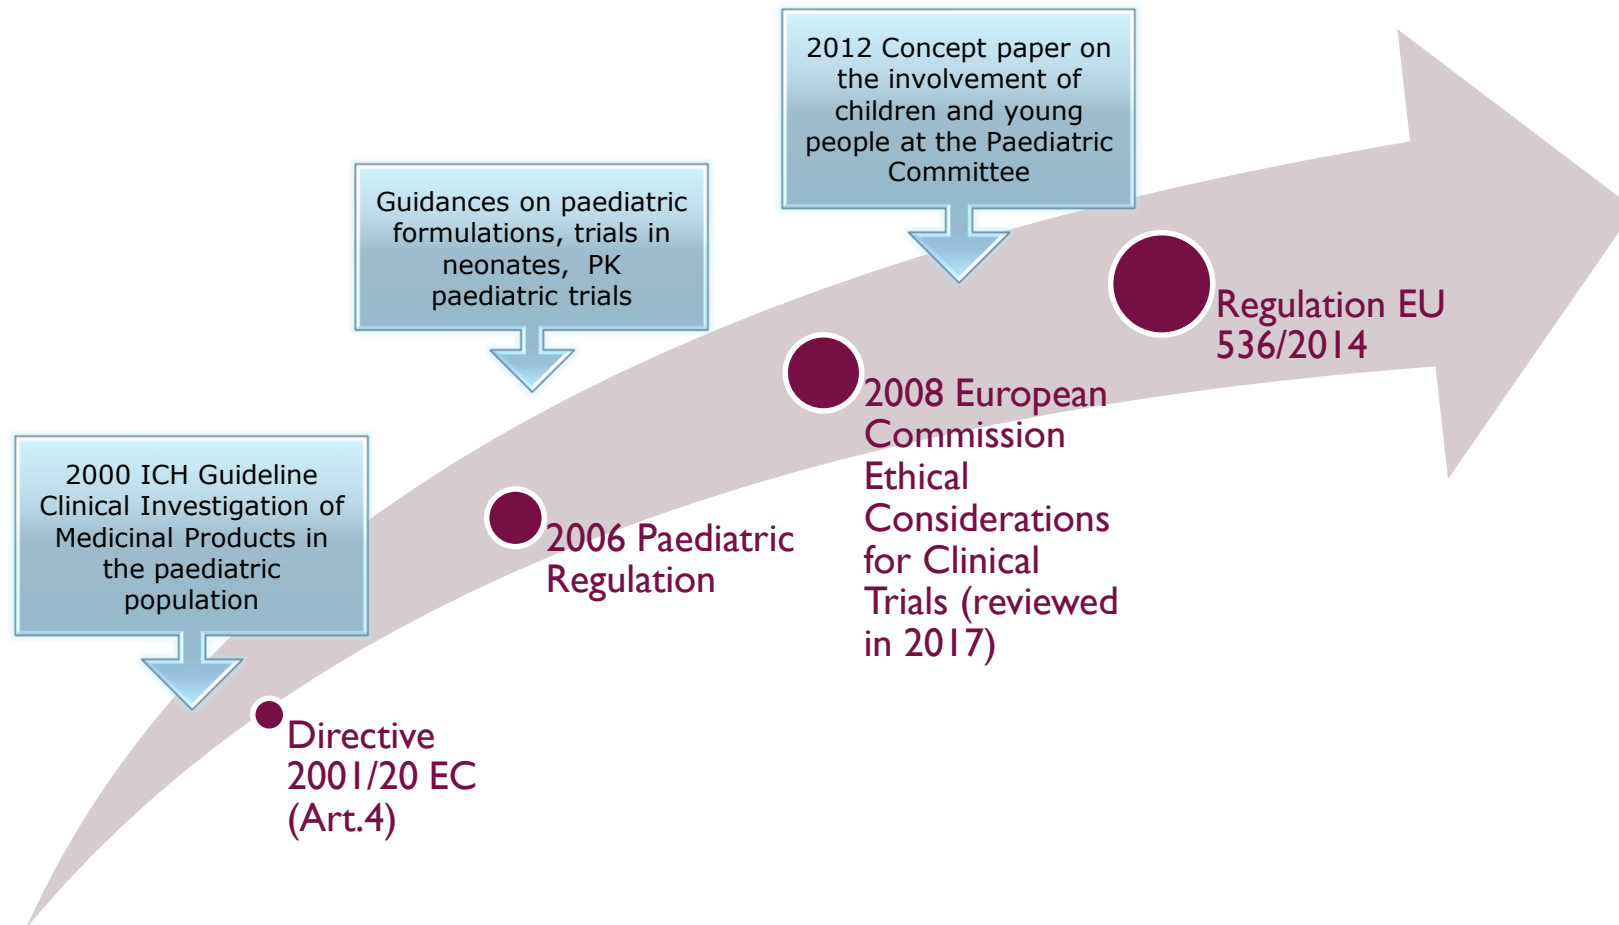 2012 Concept paper on
the involvement of
children and young
people at the Paediatric
Committee
Guidances on paediatric
formulations, trials in
neonates, PK
paediatric trials
2000 ICH Guideline
Clinical Investigation of
Medicinal Products in
the paediatric
population
Regulation EU
536/2014
2008 European
Commission
Ethical
Considerations
for Clinical
Trials (reviewed
in 2017)
2006 Paediatric
Regulation
Directive
2001/20 EC
(Art.4)